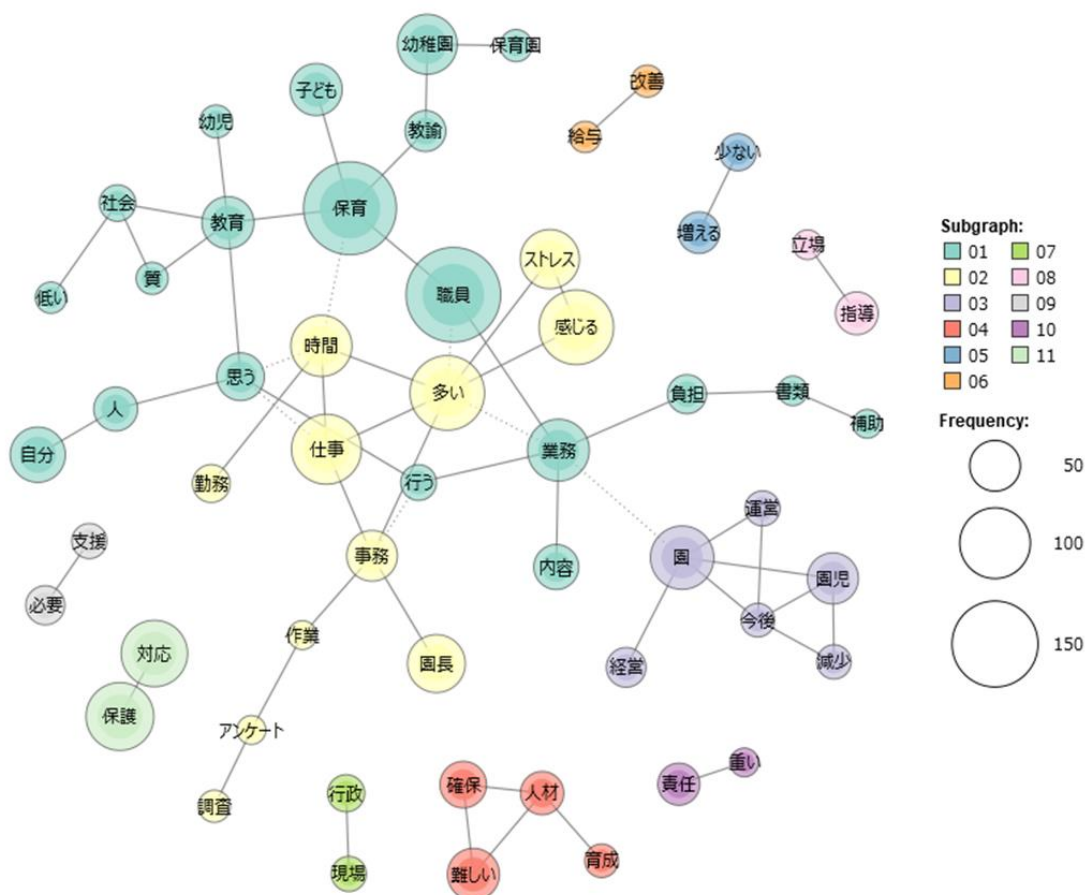 幼稚園
保育園
子ども
改善
幼児
教諭
給与
少ない
社会
保育
教育
増える
立場
ストレス
質
低い
職員
指導
感じる
時間
思う
多い
負担
書類
人
補助
自分
仕事
業務
勤務
行う
運営
支援
事務
園
内容
園児
必要
今後
作業
対応
園長
経営
減少
保護
アンケート
重い
責任
行政
確保
人材
調査
育成
現場
難しい
Subgraph:
01
07
02
08
03
09
04
10
05
11
06
Frequency:
50
100
150